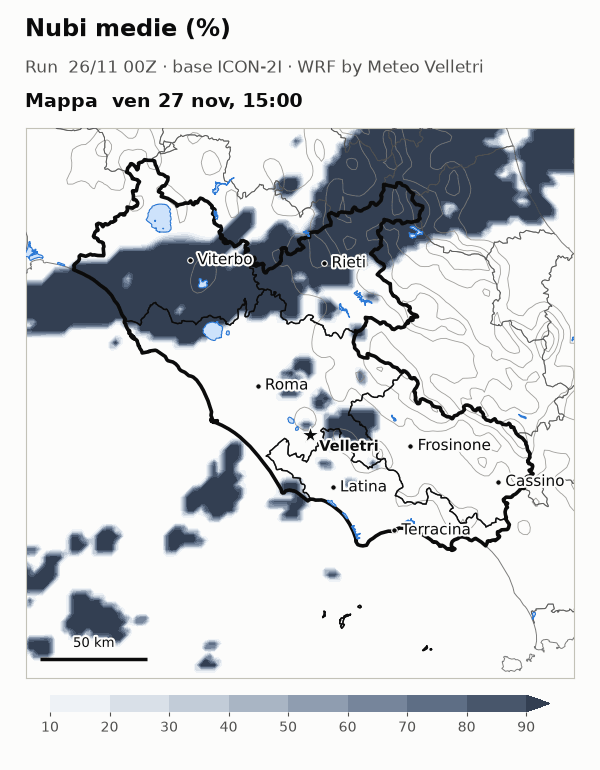 Nubi medie (%)
Run  26/11 00Z · base ICON-2I · WRF by Meteo Velletri
Mappa  ven 27 nov, 15:00
Viterbo
Rieti
Roma
Velletri
Frosinone
Cassino
Latina
Terracina
50 km
10 20 30 40 50 60 70 80 90